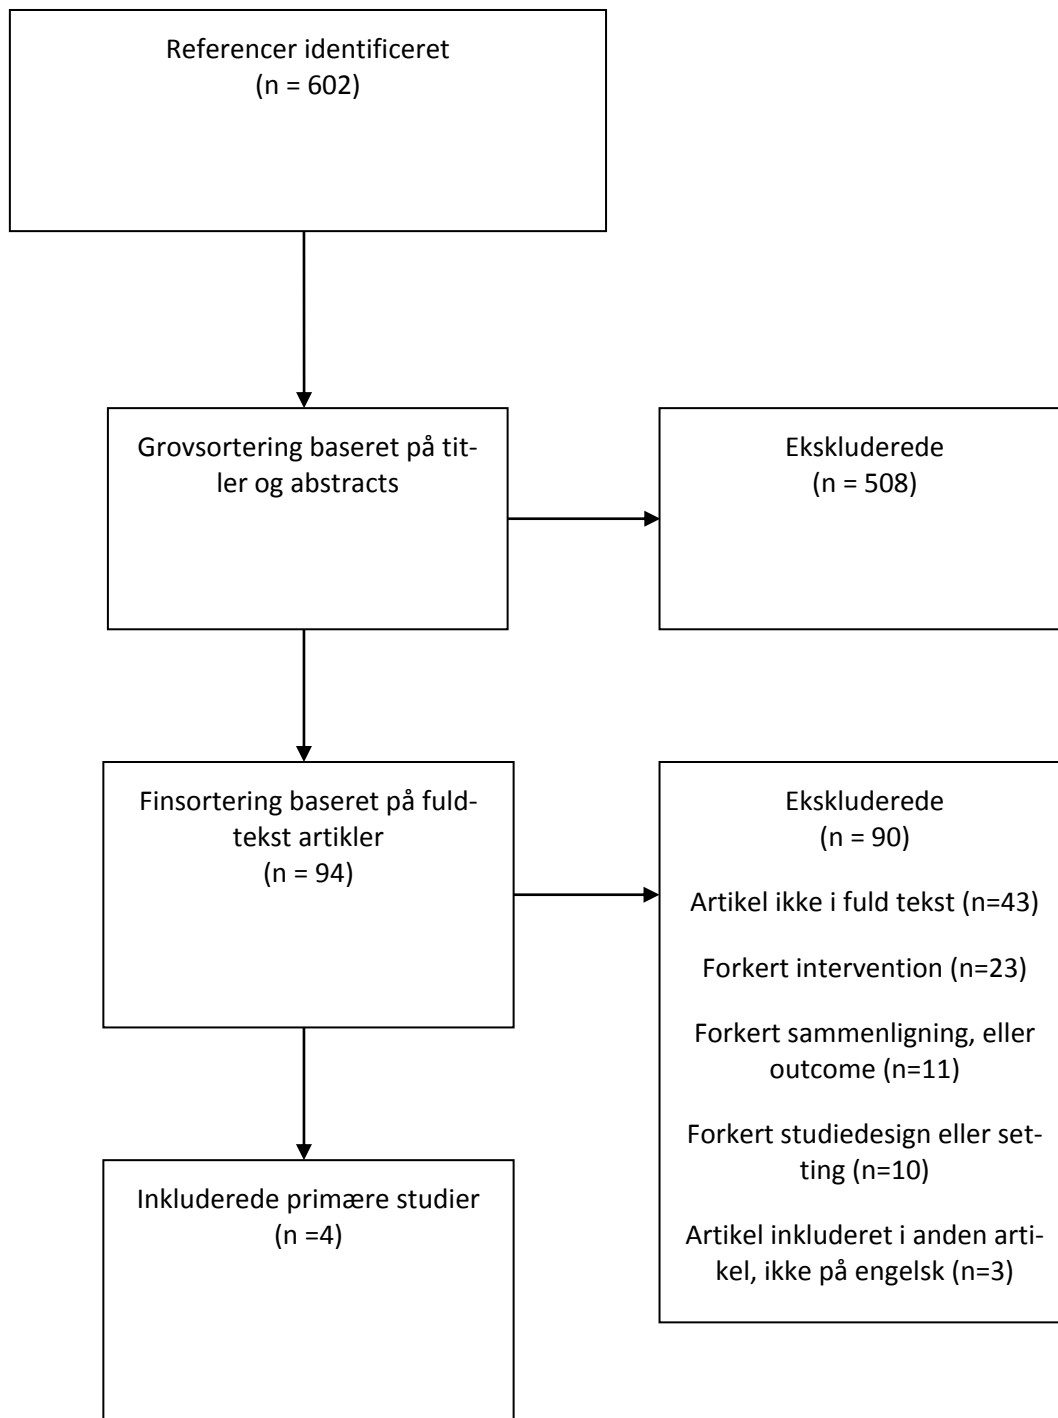 Referencer identificeret
(n = 602)
Grovsortering baseret på tit-
ler og abstracts
Ekskluderede
(n = 508)
Finsortering baseret på fuld-
tekst artikler
(n = 94)
Ekskluderede
(n = 90)
Artikel ikke i fuld tekst (n=43)
Forkert intervention (n=23)
Forkert sammenligning, eller
outcome (n=11)
Forkert studiedesign eller set-
ting (n=10)
Artikel inkluderet i anden arti-
kel, ikke på engelsk (n=3)
Inkluderede primære studier
(n =4)